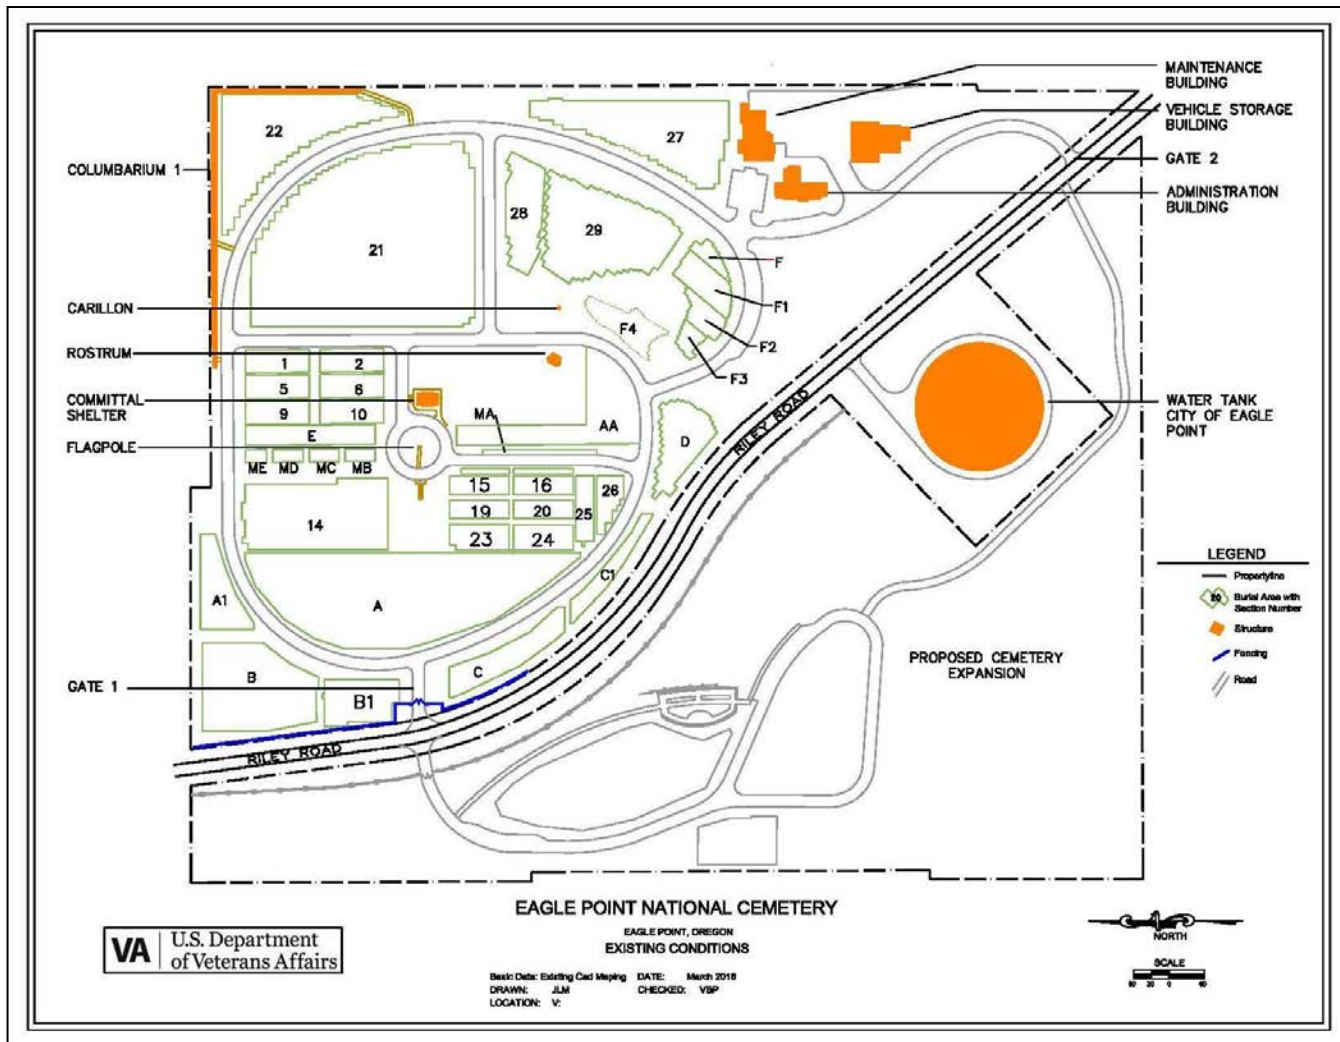 MAINTENANCE
BUILDING
VEHICLE STORAGE
BUILDING
GATE 2
ADMINISTRATION
BUILDING
22
27
COLUMBARIUM 1
28
29
21
F
F1
CARILLON
F4
F2
ROSTRUM
1
2
F3
5
6
COMMITTAL
SHELTER
9
10
MA
AA
WATER TANK
CITY OF EAGLE
POINT
FLAGPOLE
E
D
RILEY ROAD
ME
MD
MC
MB
15
16
26
14
19
20
25
23
24
LEGEND
Propertyline
20
Burial Area with
Section Number
Structure
Fencing
Road
C1
A1
A
PROPOSED CEMETERY
EXPANSION
GATE 1
B
B1
C
RILEY ROAD
EAGLE POINT NATIONAL CEMETERY
EAGLE POINT, OREGON
EXISTING CONDITIONS
VA
U.S. Department
of Veterans Affairs
Basic Data: Existing Cad Maping DATE: March 2018
DRAWN: JLM CHECKED: VBP
LOCATION: V:
NORTH
SCALE